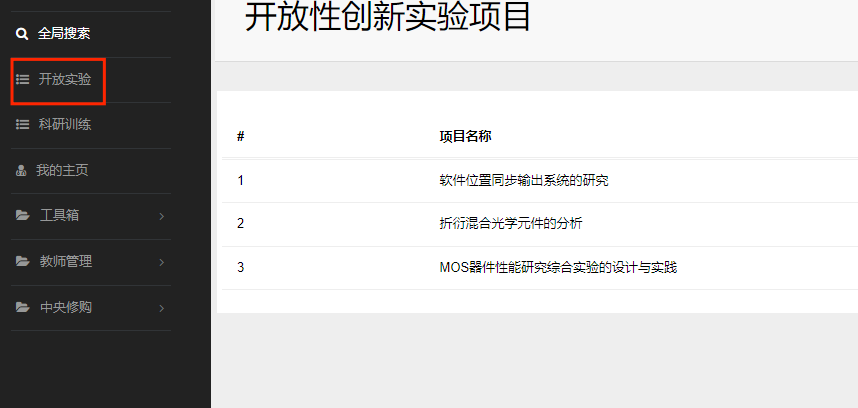 开放性创新实验项目
全局搜索
开放实验
科研训练
我的主页
工具箱
教师管理
中央修购
# 项目名称
1 软件位置同步输出系统的研究
2 折衍混合光学元件的分析
3 MOS器件性能研究综合实验的设计与实践